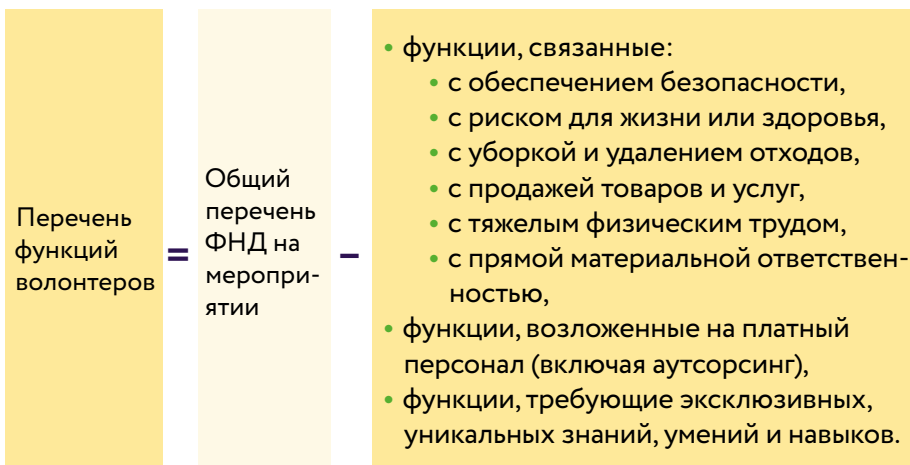 Перечень
функций
волонтеров
=
Общий
перечень
ФНД на
меропри-
ятии
–
• функции, связанные:
• с обеспечением безопасности,
• с риском для жизни или здоровья,
• с уборкой и удалением отходов,
• с продажей товаров и услуг,
• с тяжелым физическим трудом,
• с прямой материальной ответствен-
ностью,
• функции, возложенные на платный
персонал (включая аутсорсинг),
• функции, требующие эксклюзивных,
уникальных знаний, умений и навыков.